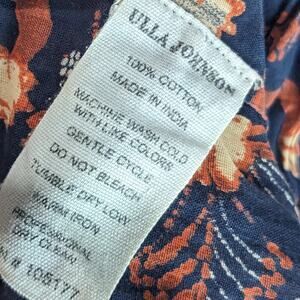 ULLA JOHNSON
100% COTTON
MADE IN INDIA
MACHINE WASH COLD
WITH LIKE COLORS
GENTLE CYCLE
DO NOT BLEACH
TUMBLE DRY LOW
WARM IRON
PROFESSIONAL
DRY CLEAN
N # 105177